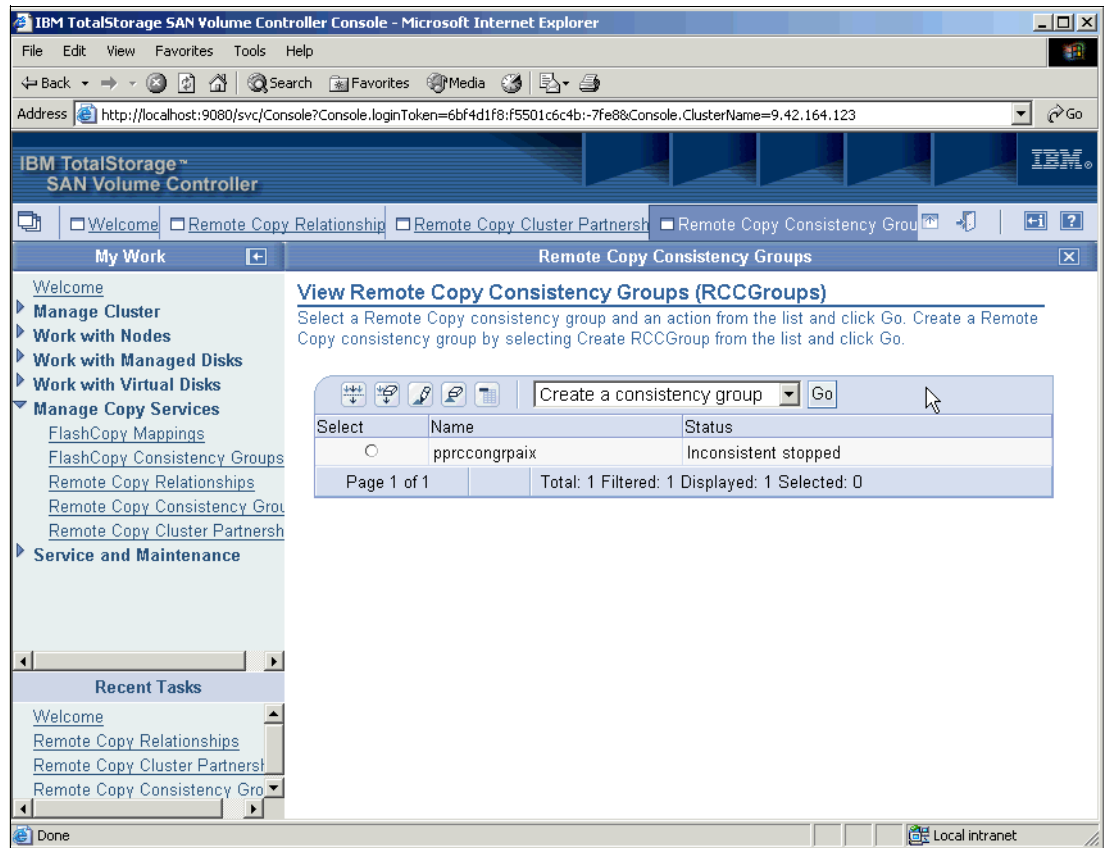 IBM TotalStorage SAN Volume Controller Console - Microsoft Internet Explorer
File Edit View Favorites Tools Help
Back Search Favorites Media
Address http://localhost:9080/svc/Console?Console.loginToken=6bf4d1f8:f5501c6c4b:-7fe8&Console.ClusterName=9.42.164.123 Go
IBM TotalStorage™
SAN Volume Controller
IBM®
Welcome Remote Copy Relationship Remote Copy Cluster Partnersh Remote Copy Consistency Grou ?
My Work
Remote Copy Consistency Groups
Welcome
Manage Cluster
Work with Nodes
Work with Managed Disks
Work with Virtual Disks
Manage Copy Services
FlashCopy Mappings
FlashCopy Consistency Groups
Remote Copy Relationships
Remote Copy Consistency Grou
Remote Copy Cluster Partnersh
Service and Maintenance
Recent Tasks
Welcome
Remote Copy Relationships
Remote Copy Cluster Partnersh
Remote Copy Consistency Gro
View Remote Copy Consistency Groups (RCCGroups)
Select a Remote Copy consistency group and an action from the list and click Go. Create a Remote
Copy consistency group by selecting Create RCCGroup from the list and click Go.
Create a consistency group Go
Select Name Status
pprccongrpaix Inconsistent stopped
Page 1 of 1 Total: 1 Filtered: 1 Displayed: 1 Selected: 0
Done Local intranet